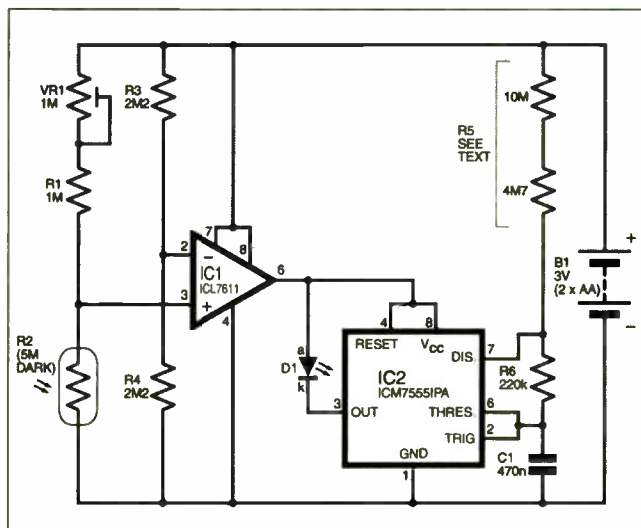 VR1
1M
R3
2M2
10M
R5
SEE
TEXT
4M7
R1
1M
7
8
2
−
IC1
ICL7611
6
3
+
4
B1
3V
(2 x AA)
+
−
R2
(5M
DARK)
R4
2M2
a
D1
k
4
8
RESET
VCC
DIS.
7
IC2
ICM7555IPA
3
OUT
THRES
6
TRIG
2
GND
1
R6
220k
C1
470n